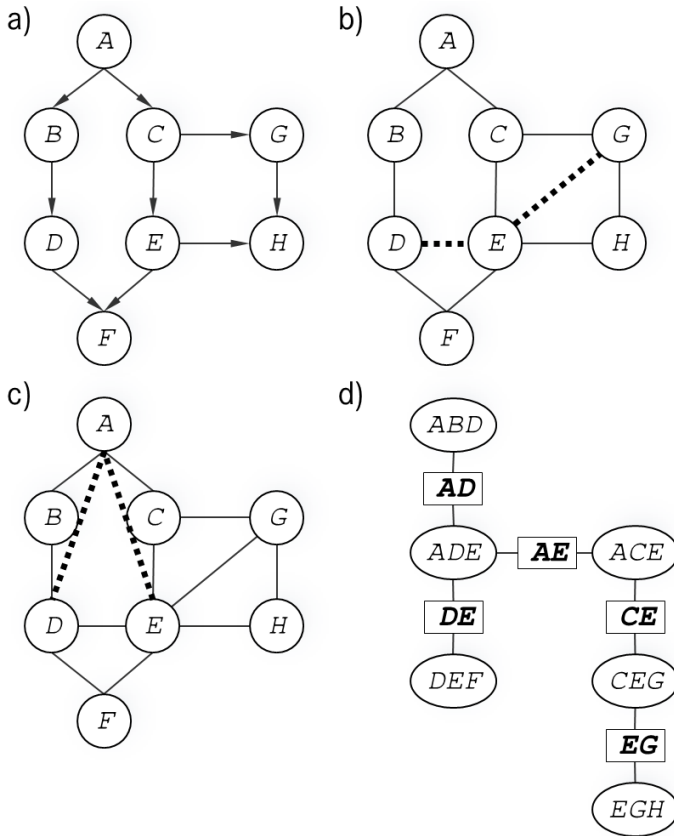 a)
A
B C G
D E H
F
b)
A
B C G
D E H
F
c)
A
B C G
D E H
F
d)
ABD
AD
ADE AE ACE
DE CE
DEF CEG
EG
EGH